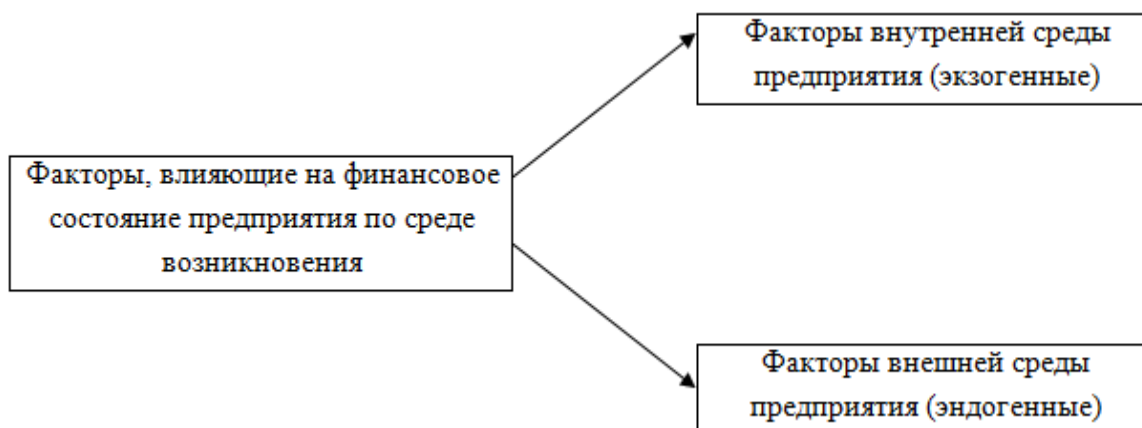 Факторы внутренней среды
предприятия (экзогенные)
Факторы, влияющие на финансовое
состояние предприятия по среде
возникновения
Факторы внешней среды
предприятия (эндогенные)